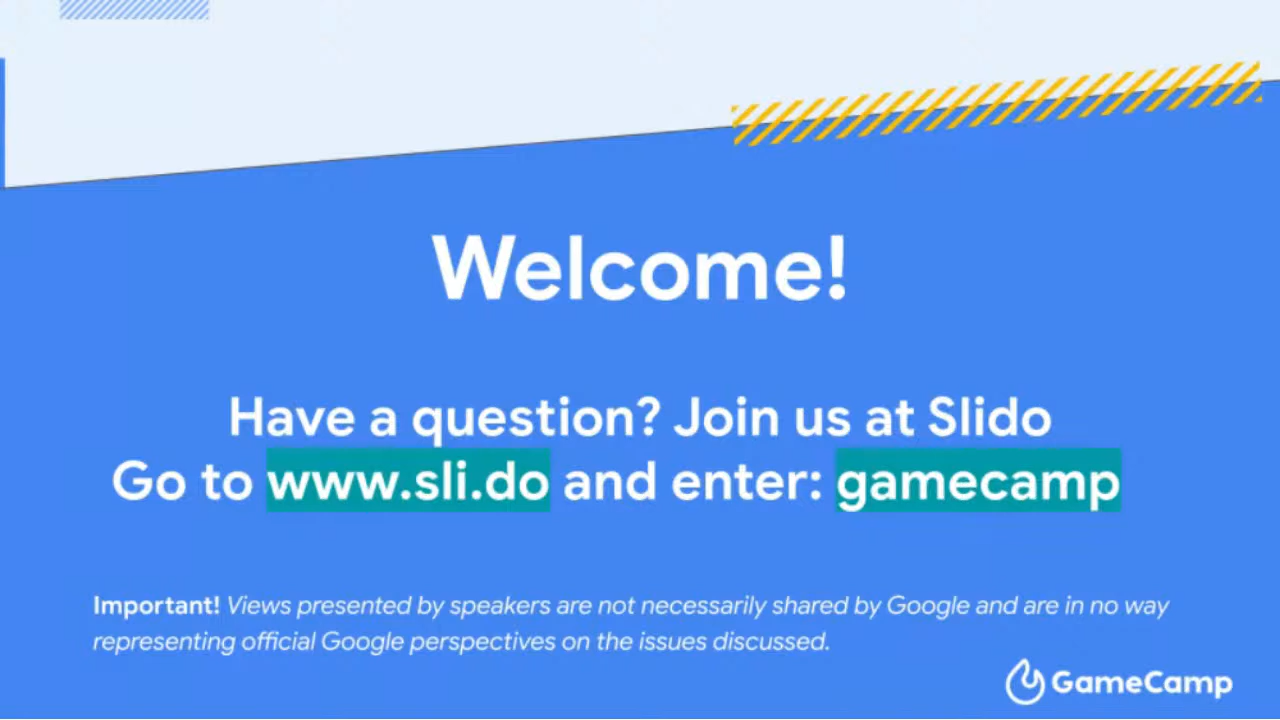 Welcome!
Have a question? Join us at Slido
Go to www.sli.do and enter: gamecamp
Important! Views presented by speakers are not necessarily shared by Google and are in no way
representing official Google perspectives on the issues discussed.
GameCamp